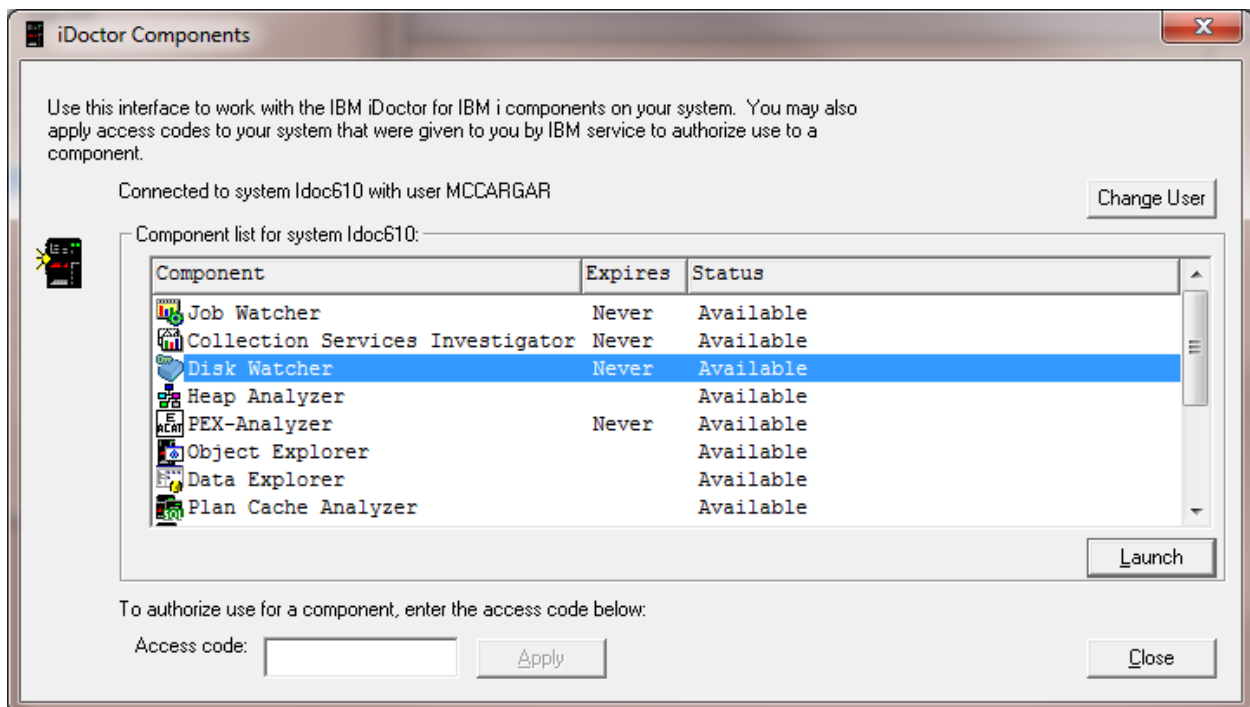 iDoctor Components
Use this interface to work with the IBM iDoctor for IBM i components on your system. You may also
apply access codes to your system that were given to you by IBM service to authorize use to a
component.
Connected to system Idoc610 with user MCCARGAR
Change User
Component list for system Idoc610:
Component Expires Status
Job Watcher Never Available
Collection Services Investigator Never Available
Disk Watcher Never Available
Heap Analyzer Available
PEX-Analyzer Never Available
Object Explorer Available
Data Explorer Available
Plan Cache Analyzer Available
Launch
To authorize use for a component, enter the access code below:
Access code: Apply Close